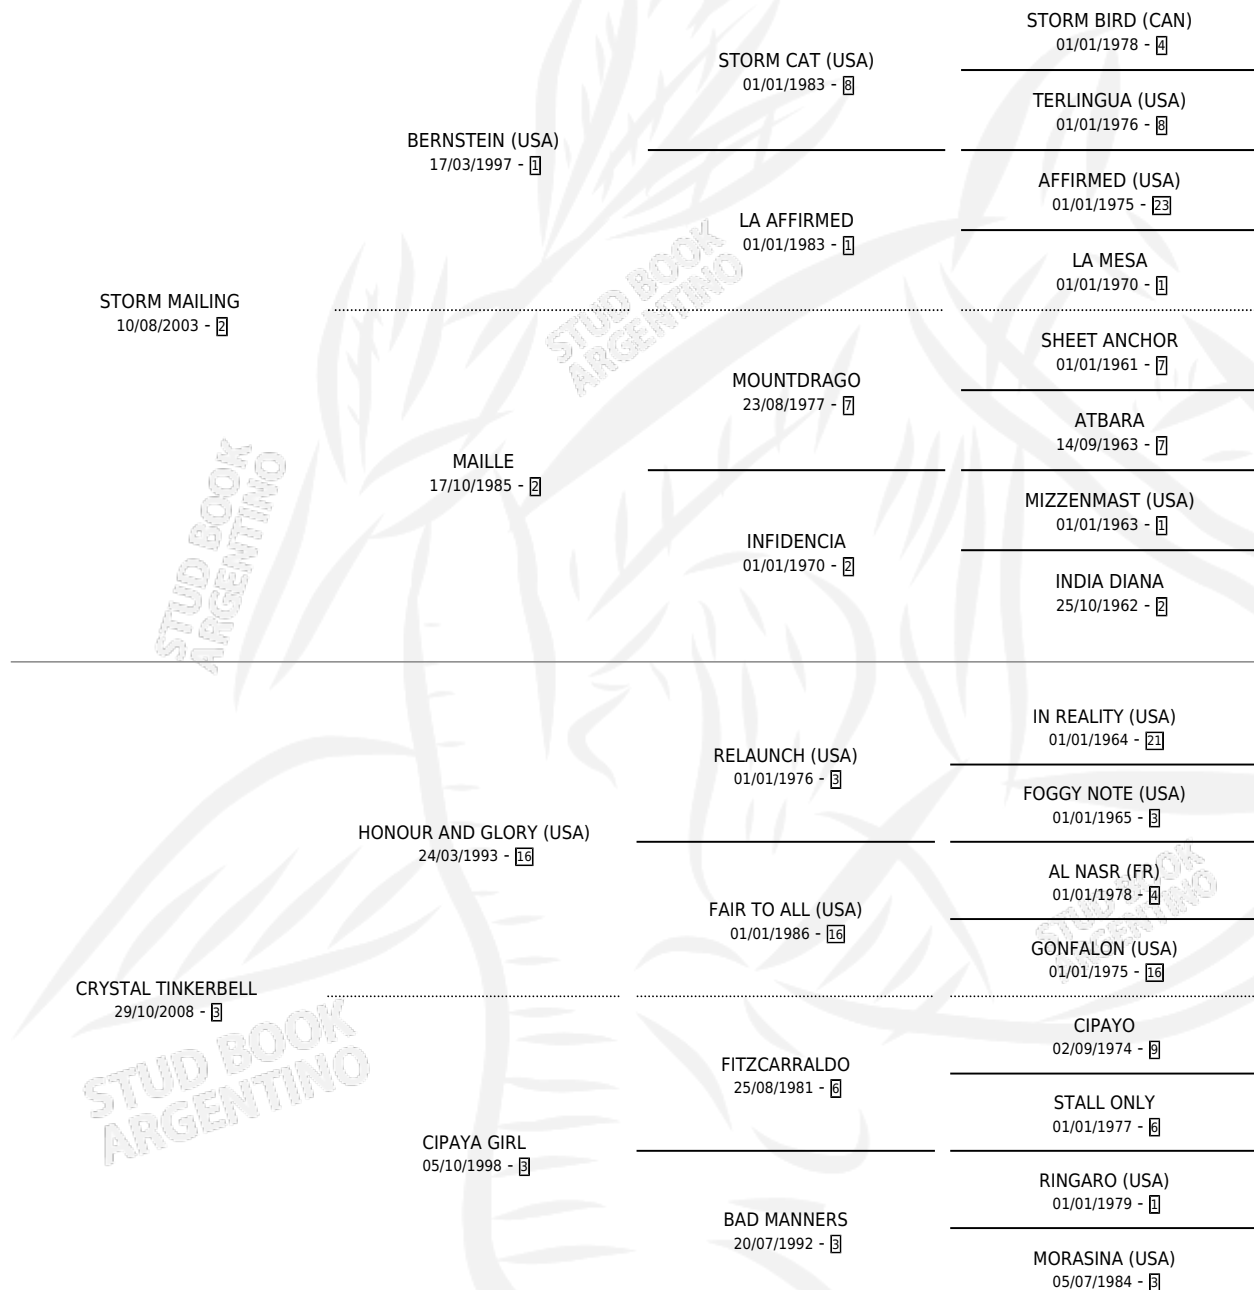 STORM BIRD (CAN)
01/01/1978 - 4
STORM CAT (USA)
01/01/1983 - 8
TERLINGUA (USA)
01/01/1976 - 8
BERNSTEIN (USA)
17/03/1997 - 1
AFFIRMED (USA)
01/01/1975 - 23
LA AFFIRMED
01/01/1983 - 1
LA MESA
01/01/1970 - 1
STORM MAILING
10/08/2003 - 2
STUD BOOK
ARGENTINO
SHEET ANCHOR
01/01/1961 - 7
MOUNTDRAGO
23/08/1977 - 7
ATBARA
14/09/1963 - 7
MAILLE
17/10/1985 - 2
MIZZENMAST (USA)
01/01/1963 - 1
INFIDENCIA
01/01/1970 - 2
INDIA DIANA
25/10/1962 - 2
STUD BOOK
ARGENTINO
IN REALITY (USA)
01/01/1964 - 21
RELAUNCH (USA)
01/01/1976 - 3
FOGGY NOTE (USA)
01/01/1965 - 3
HONOUR AND GLORY (USA)
24/03/1993 - 16
AL NASR (FR)
01/01/1978 - 4
FAIR TO ALL (USA)
01/01/1986 - 16
STUD BOOK
ARGENTINO
GONFALON (USA)
01/01/1975 - 16
CRYSTAL TINKERBELL
29/10/2008 - 3
CIPAYO
02/09/1974 - 9
FITZCARRALDO
25/08/1981 - 6
STALL ONLY
01/01/1977 - 6
STUD BOOK
ARGENTINO
CIPAYA GIRL
05/10/1998 - 3
RINGARO (USA)
01/01/1979 - 1
BAD MANNERS
20/07/1992 - 3
MORASINA (USA)
05/07/1984 - 3